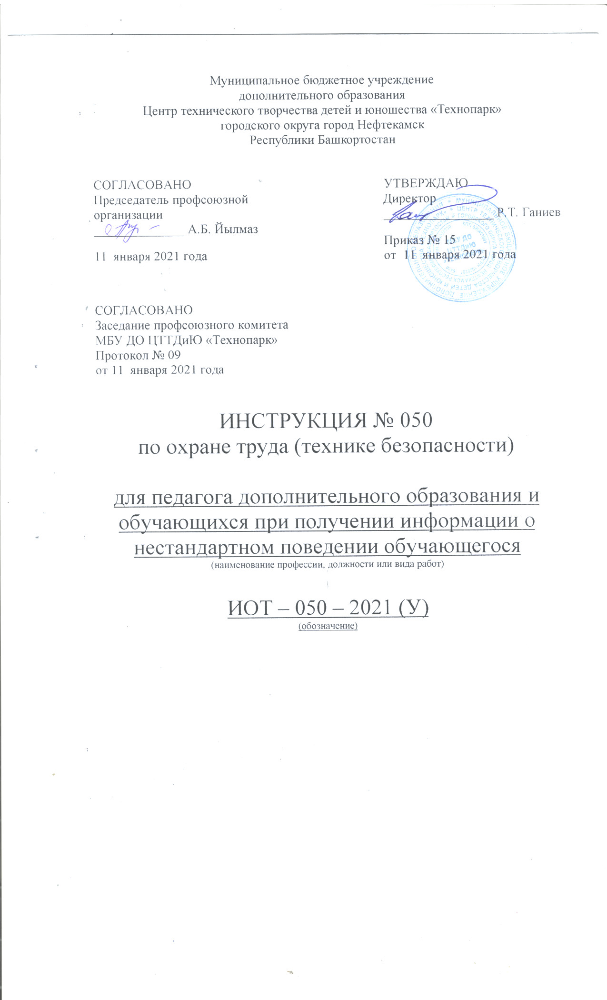 Муниципальное бюджетное учреждение
дополнительного образования
Центр технического творчества детей и юношества «Технопарк»
городского округа город Нефтекамск
Республики Башкортостан
СОГЛАСОВАНО
Председатель профсоюзной
организации
А.Б. Йылмаз
11 января 2021 года
УТВЕРЖДАЮ
Директор
Р.Т. Ганиев
Приказ № 15
от 11 января 2021 года
СОГЛАСОВАНО
Заседание профсоюзного комитета
МБУ ДО ЦТТДиЮ «Технопарк»
Протокол № 09
от 11 января 2021 года
ИНСТРУКЦИЯ № 050
по охране труда (технике безопасности)
для педагога дополнительного образования и
обучающихся при получении информации о
нестандартном поведении обучающегося
(наименование профессии, должности или вида работ)
ИОТ – 050 – 2021 (У)
(обозначение)